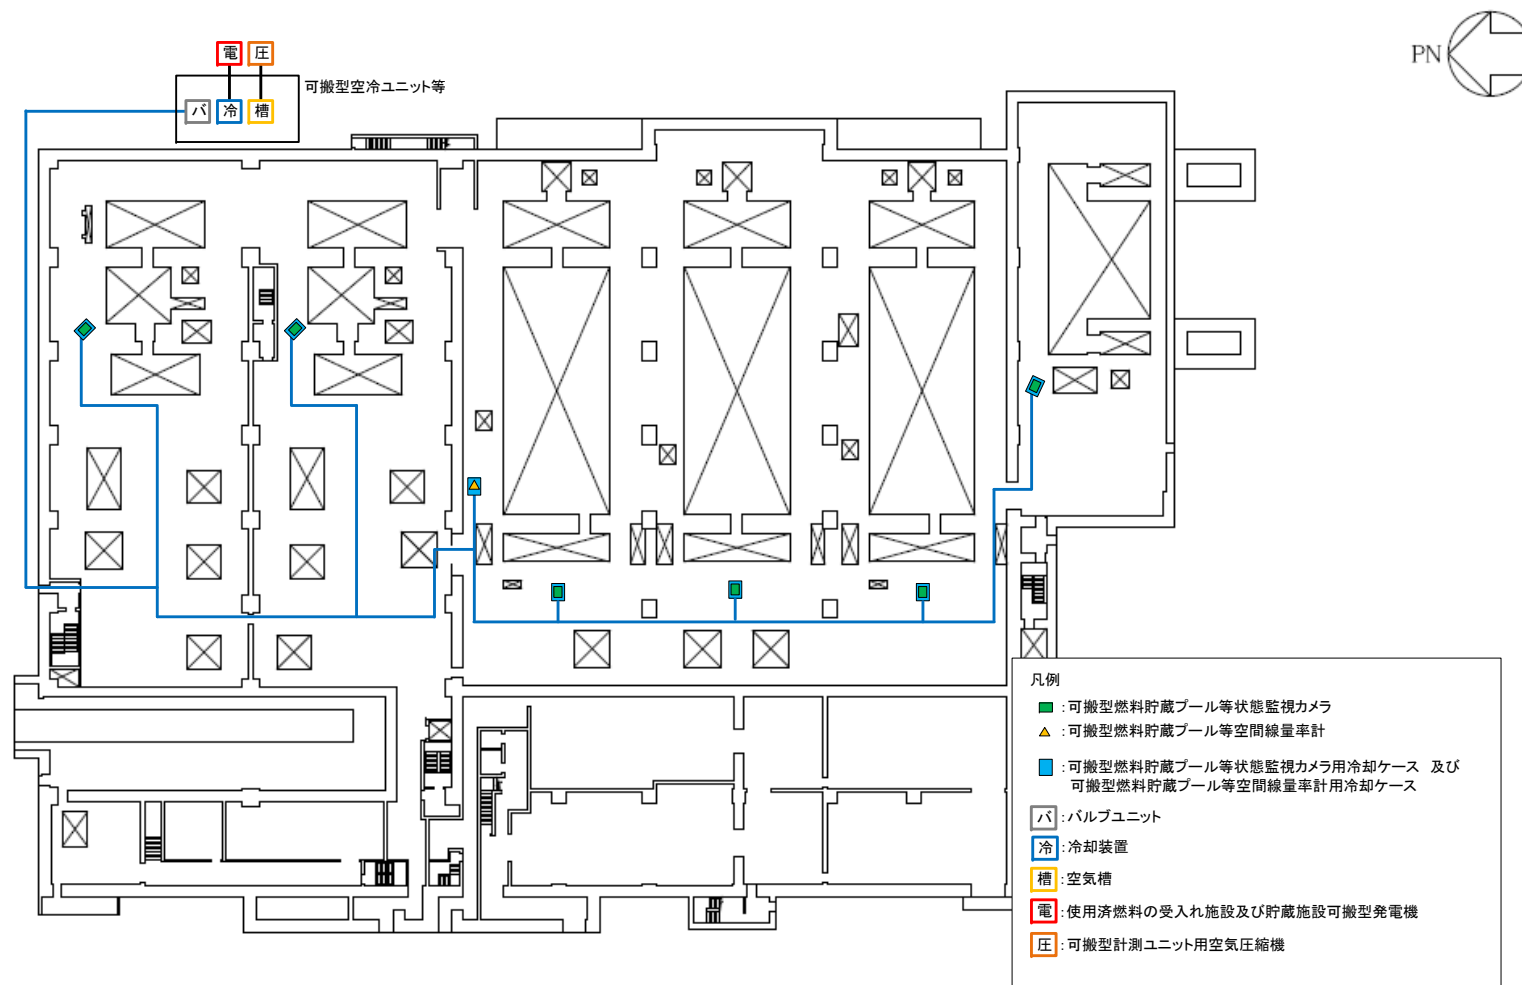 PN
電 圧
可搬型空冷ユニット等
バ 冷 槽
凡例
:可搬型燃料貯蔵プール等状態監視カメラ
:可搬型燃料貯蔵プール等空間線量率計
:可搬型燃料貯蔵プール等状態監視カメラ用冷却ケース 及び
可搬型燃料貯蔵プール等空間線量率計用冷却ケース
バ:バルブユニット
冷:冷却装置
槽:空気槽
電:使用済燃料の受入れ施設及び貯蔵施設可搬型発電機
圧:可搬型計測ユニット用空気圧縮機